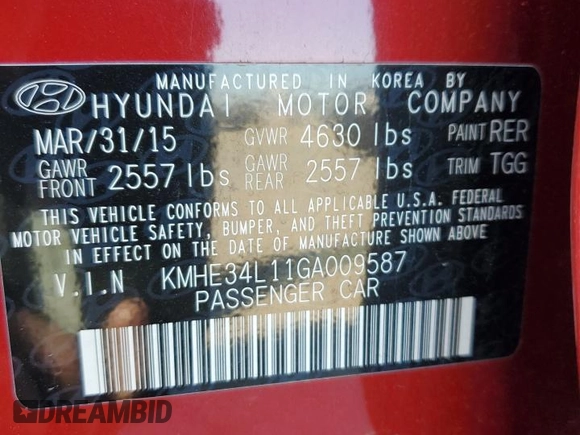 MANUFACTURED IN KOREA BY
HYUNDAI MOTOR COMPANY
MAR/31/15 GVWR 4630 lbs PAINT RER
GAWR FRONT 2557 lbs GAWR REAR 2557 lbs TRIM TGG
THIS VEHICLE CONFORMS TO ALL APPLICABLE U.S.A. FEDERAL
MOTOR VEHICLE SAFETY, BUMPER, AND THEFT PREVENTION STANDARDS
IN EFFECT ON THE DATE OF MANUFACTURE SHOWN ABOVE
V.I.N KMHE34L11GA009587
PASSENGER CAR
DREAMBID